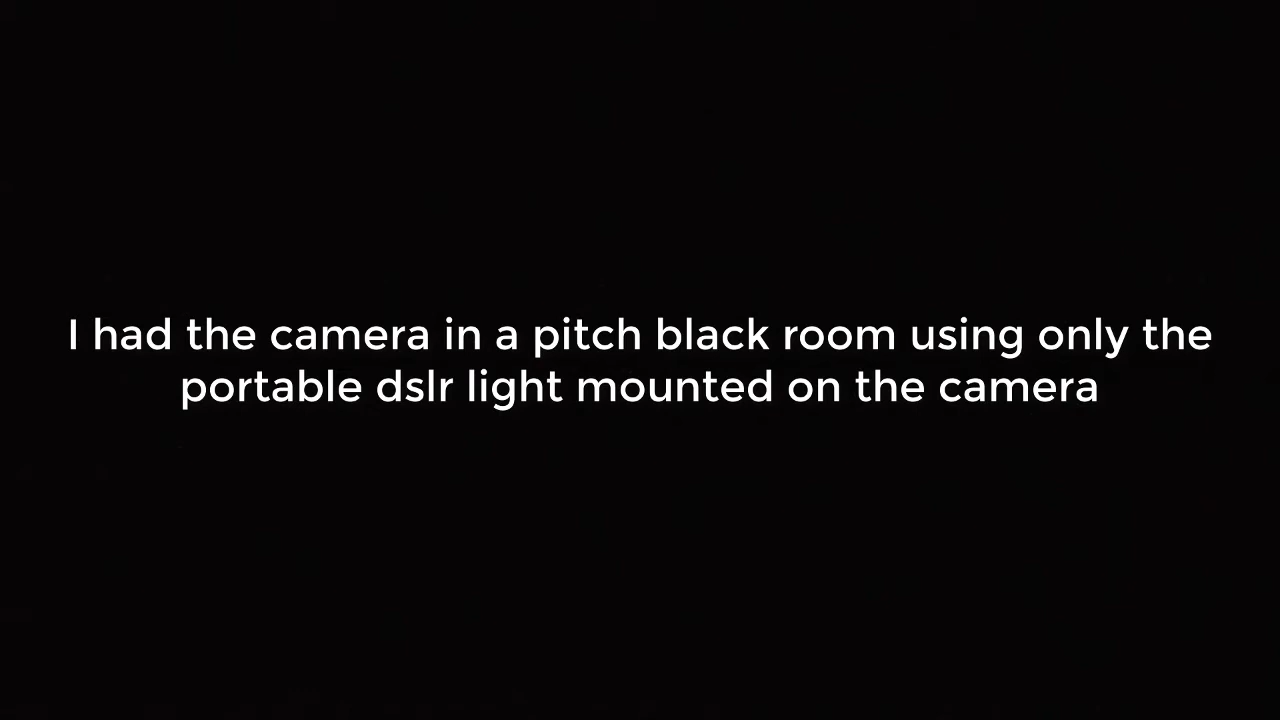 I had the camera in a pitch black room using only the
portable dslr light mounted on the camera